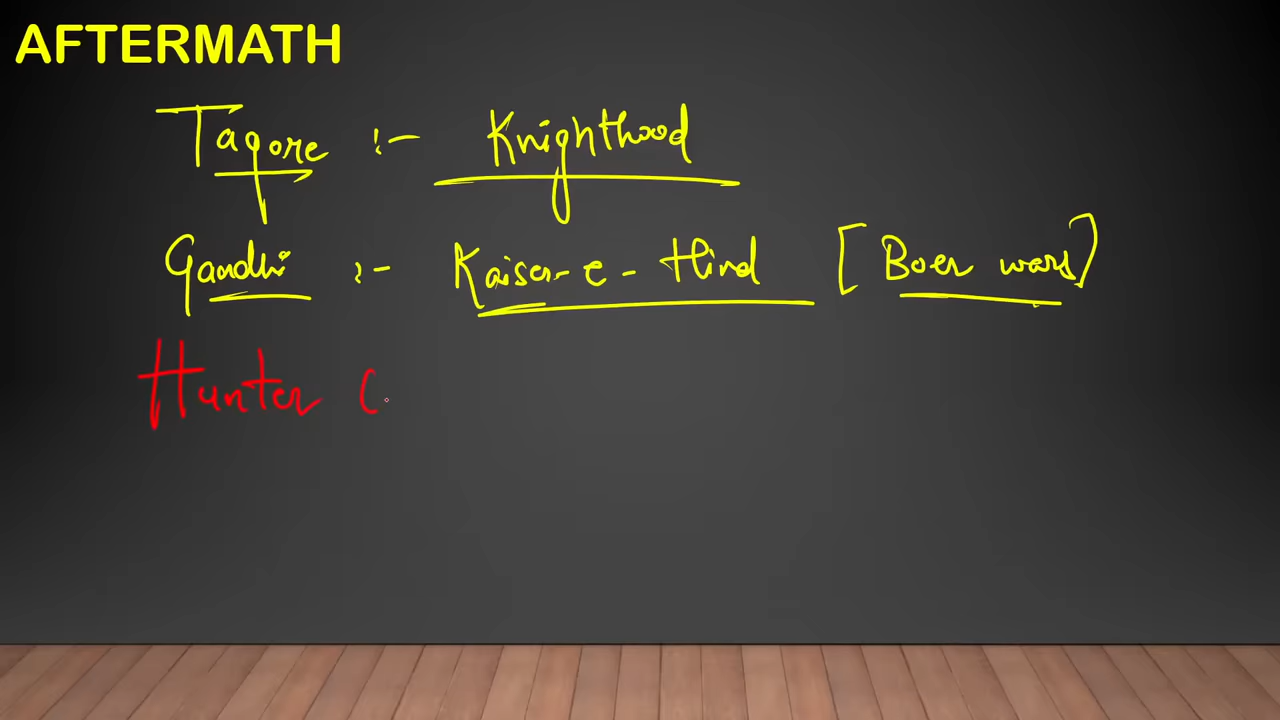 AFTERMATH
Tagore :- Knighthood
Gandhi :- Kaiser-e-Hind [Boer wars]
Hunter C